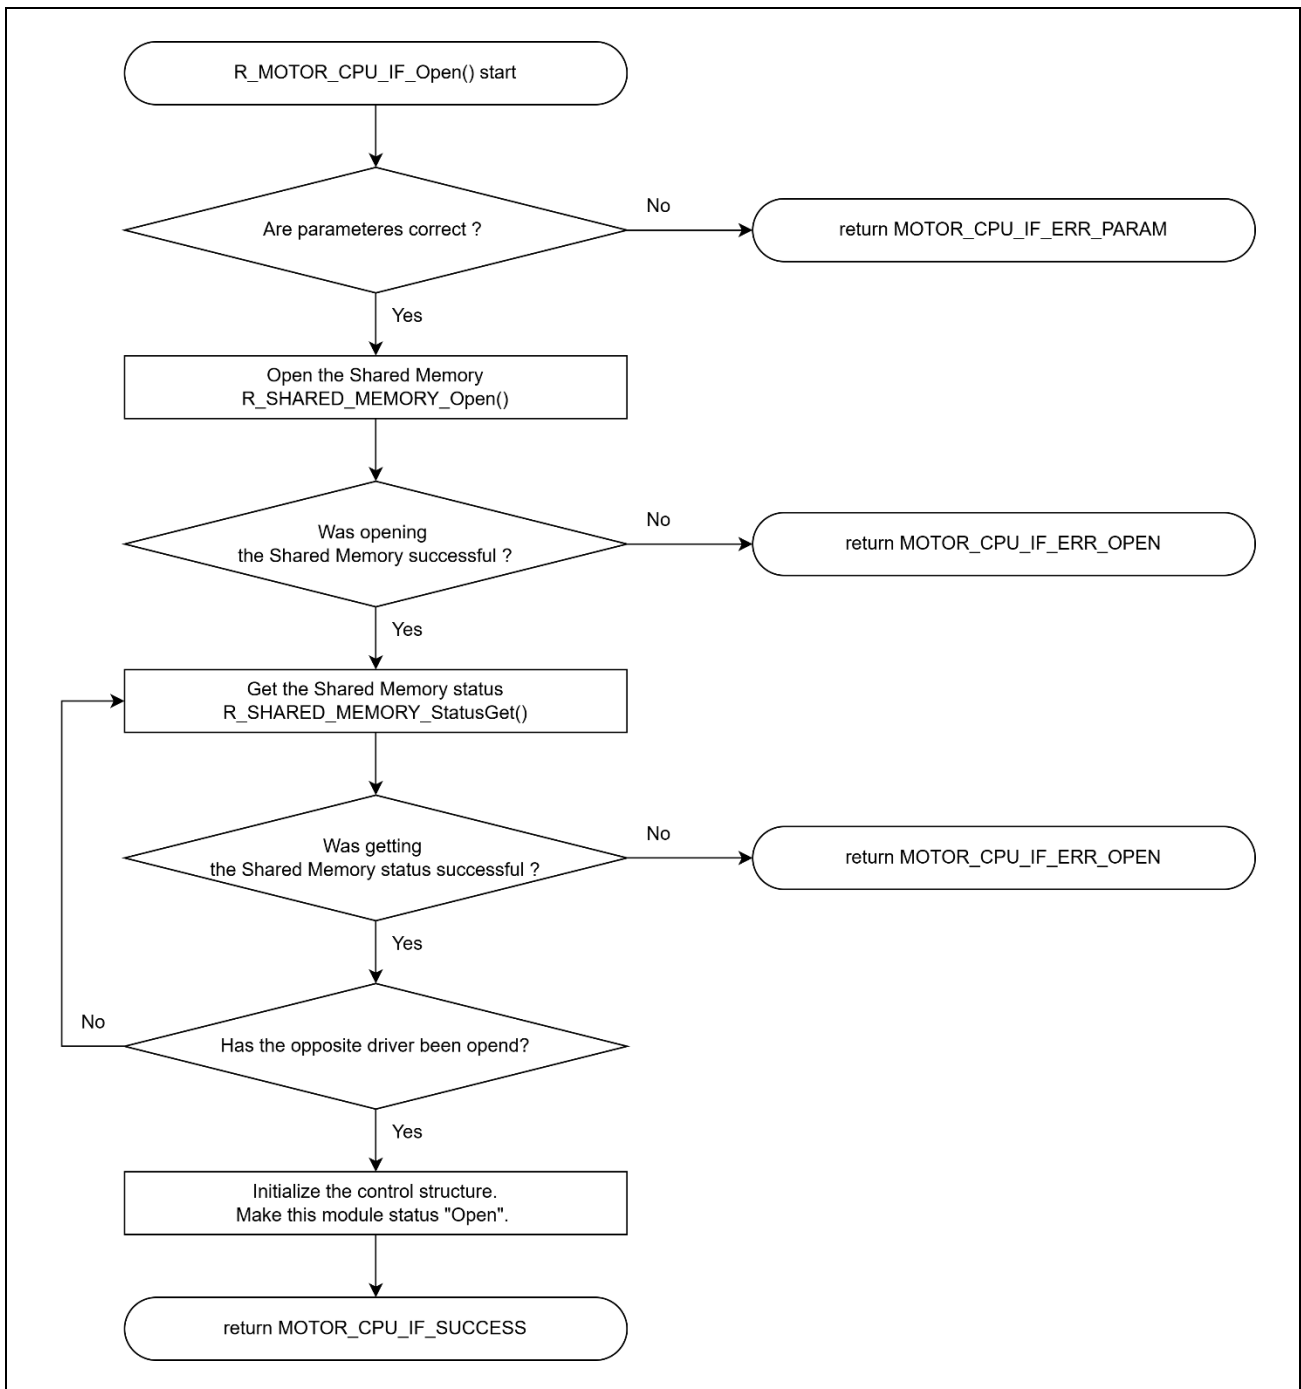 R_MOTOR_CPU_IF_Open() start
Are parameteres correct ?
No
return MOTOR_CPU_IF_ERR_PARAM
Yes
Open the Shared Memory
R_SHARED_MEMORY_Open()
Was opening
the Shared Memory successful ?
No
return MOTOR_CPU_IF_ERR_OPEN
Yes
Get the Shared Memory status
R_SHARED_MEMORY_StatusGet()
Was getting
the Shared Memory status successful ?
No
return MOTOR_CPU_IF_ERR_OPEN
Yes
Has the opposite driver been opend?
No
Yes
Initialize the control structure.
Make this module status "Open".
return MOTOR_CPU_IF_SUCCESS